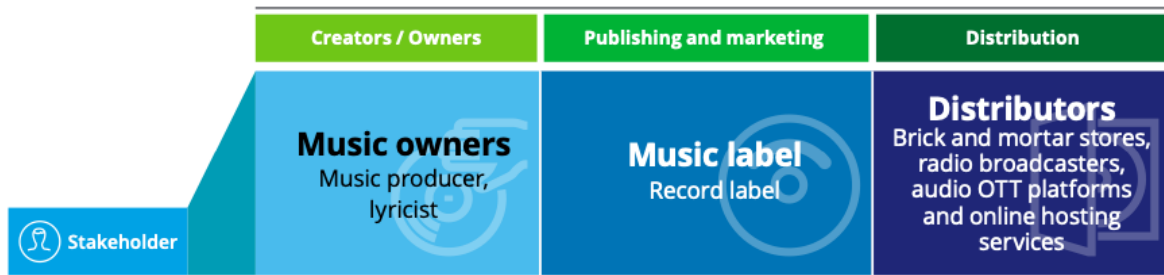 Creators / Owners
Publishing and marketing
Distribution
Music owners
Music producer,
lyricist
Music label
Record label
Distributors
Brick and mortar stores,
radio broadcasters,
audio OTT platforms
and online hosting
services
Stakeholder